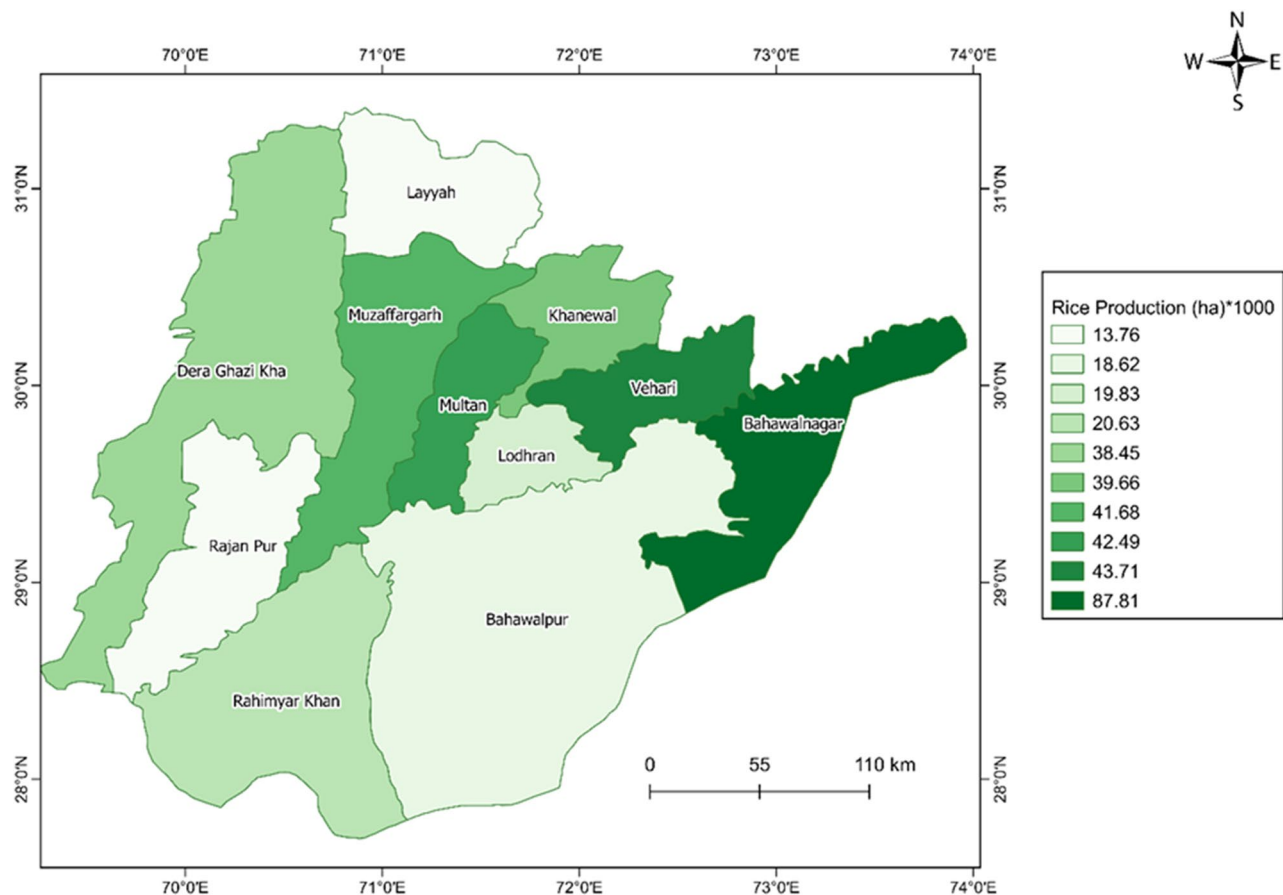 N
W E
S
70°0'E 71°0'E 72°0'E 73°0'E 74°0'E
31°0'N 31°0'N
Layyah
Muzaffargarh
Khanewal
Dera Ghazi Kha
30°0'N 30°0'N
Vehari
Multan
Bahawalnagar
Lodhran
Rajan Pur
29°0'N 29°0'N
Bahawalpur
Rahimyar Khan
0 55 110 km
28°0'N 28°0'N
70°0'E 71°0'E 72°0'E 73°0'E 74°0'E
Rice Production (ha)*1000
13.76
18.62
19.83
20.63
38.45
39.66
41.68
42.49
43.71
87.81